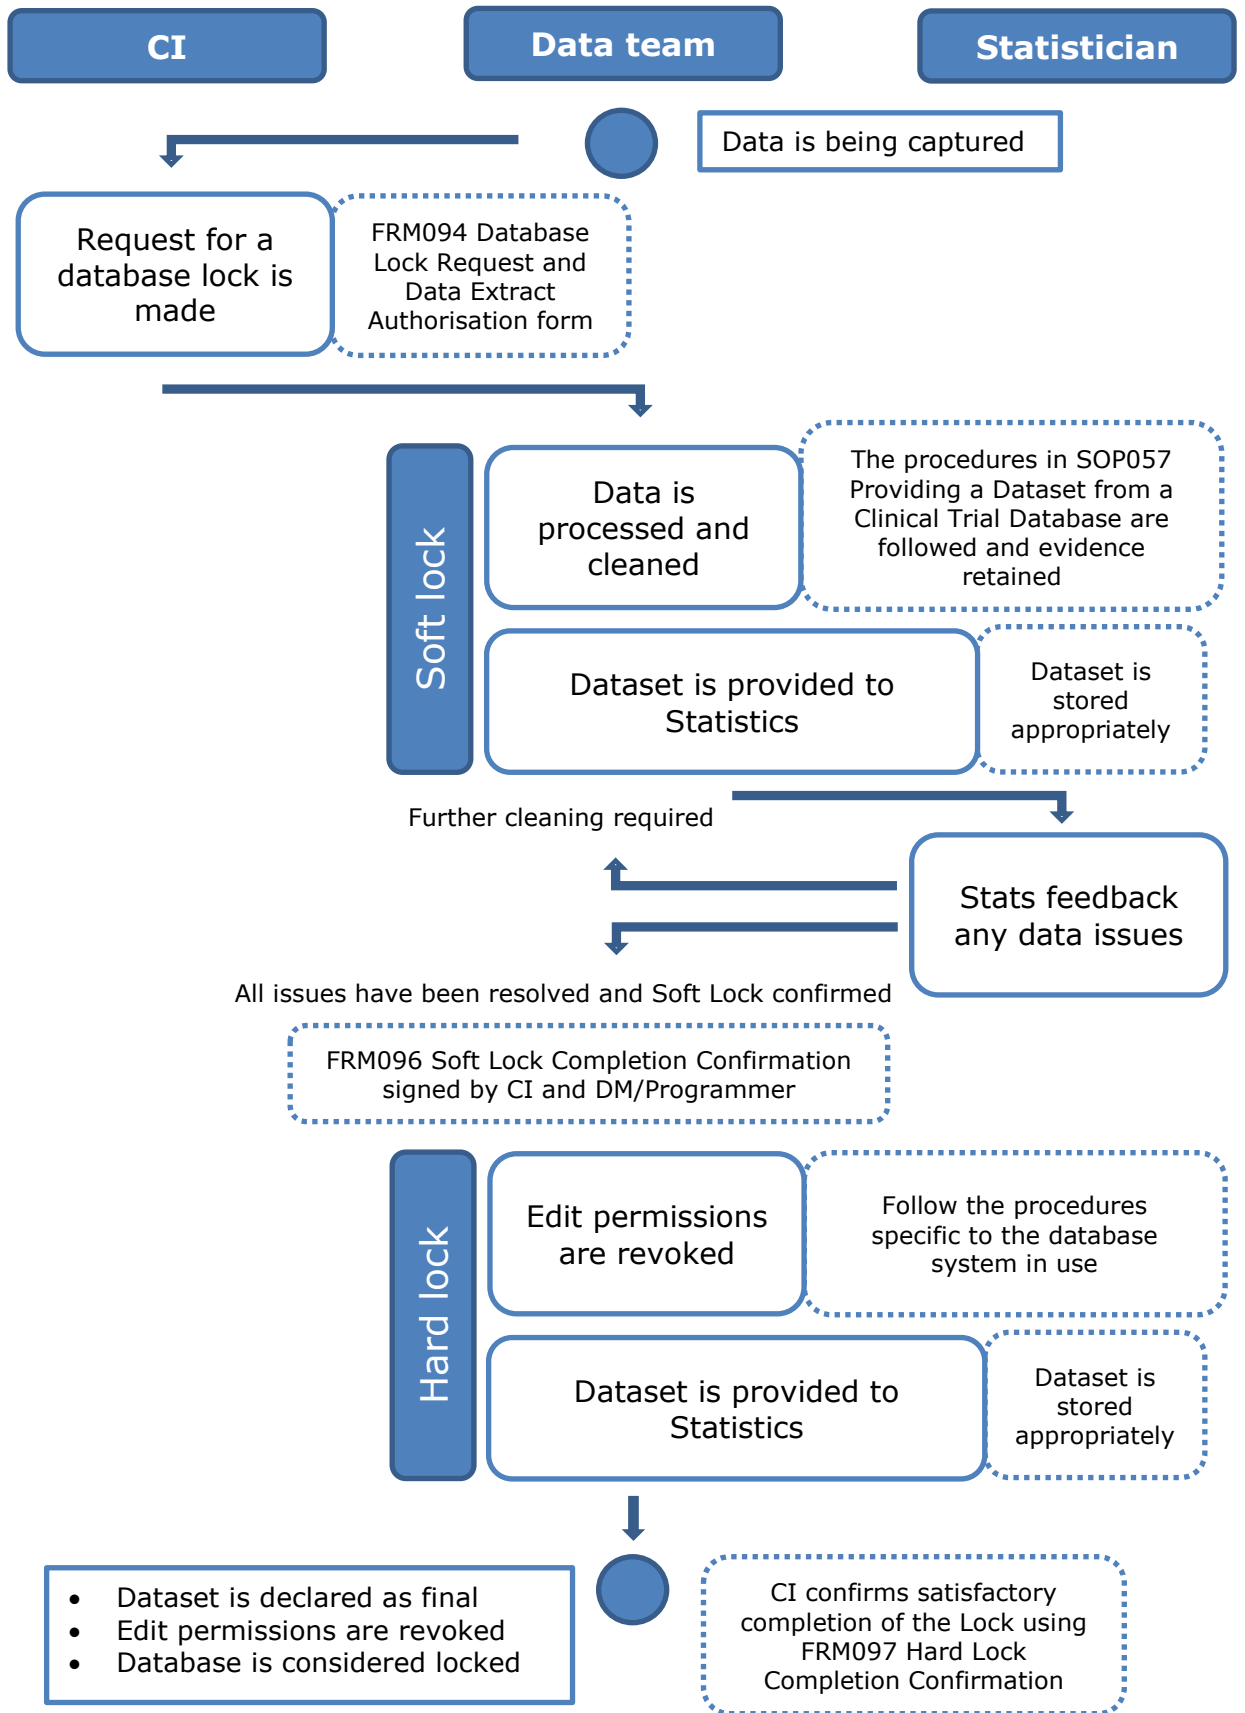 CI
Data team
Statistician
Data is being captured
Request for a
database lock is
made
FRM094 Database
Lock Request and
Data Extract
Authorisation form
Soft lock
Data is
processed and
cleaned
The procedures in SOP057
Providing a Dataset from a
Clinical Trial Database are
followed and evidence
retained
Dataset is provided to
Statistics
Dataset is
stored
appropriately
Further cleaning required
Stats feedback
any data issues
All issues have been resolved and Soft Lock confirmed
FRM096 Soft Lock Completion Confirmation
signed by CI and DM/Programmer
Hard lock
Edit permissions
are revoked
Follow the procedures
specific to the database
system in use
Dataset is provided to
Statistics
Dataset is
stored
appropriately
• Dataset is declared as final
• Edit permissions are revoked
• Database is considered locked
CI confirms satisfactory
completion of the Lock using
FRM097 Hard Lock
Completion Confirmation